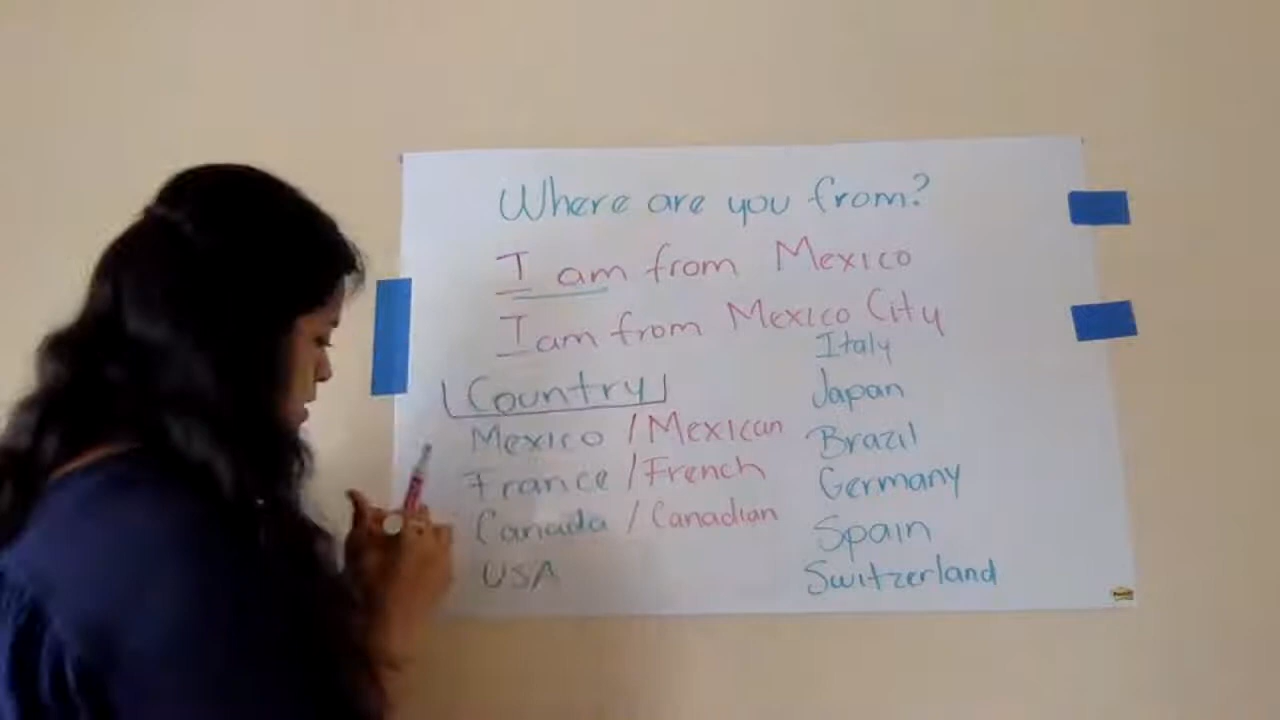 Where are you from?
I am from Mexico
I am from Mexico City
Country
Mexico / Mexican
France / French
Canada / Canadian
USA
Italy
Japan
Brazil
Germany
Spain
Switzerland